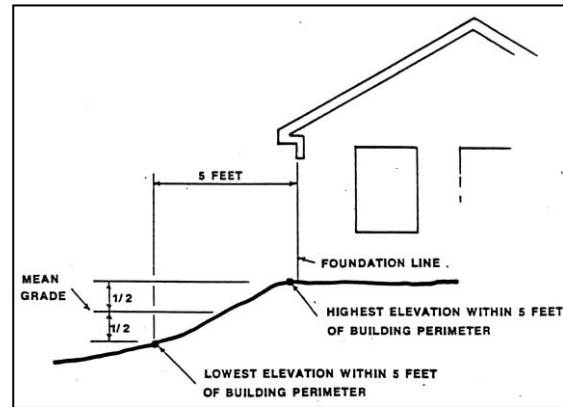 5 FEET
FOUNDATION LINE
MEAN
GRADE
1/2
1/2
HIGHEST ELEVATION WITHIN 5 FEET
OF BUILDING PERIMETER
LOWEST ELEVATION WITHIN 5 FEET
OF BUILDING PERIMETER